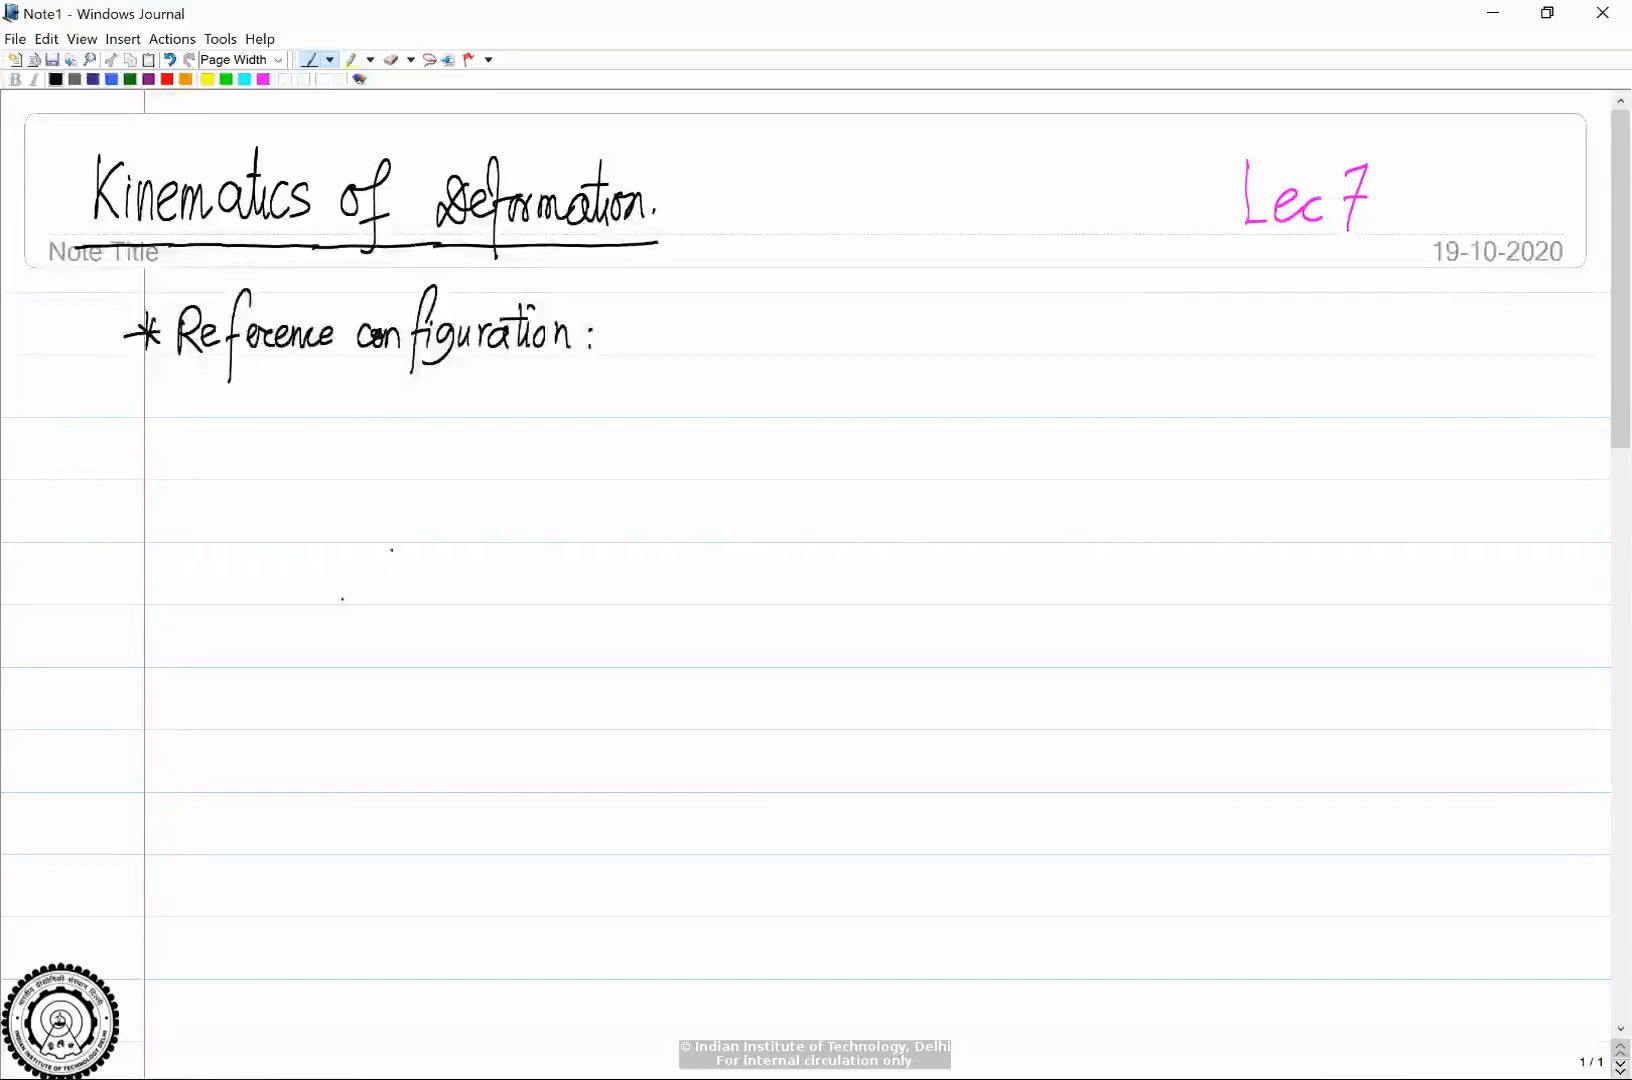 Note1 - Windows Journal
File Edit View Insert Actions Tools Help
Page Width
B I
Kinematics of Deformation.
Lec 7
Note Title
19-10-2020
* Reference configuration:
© Indian Institute of Technology, Delhi
For internal circulation only
1 / 1